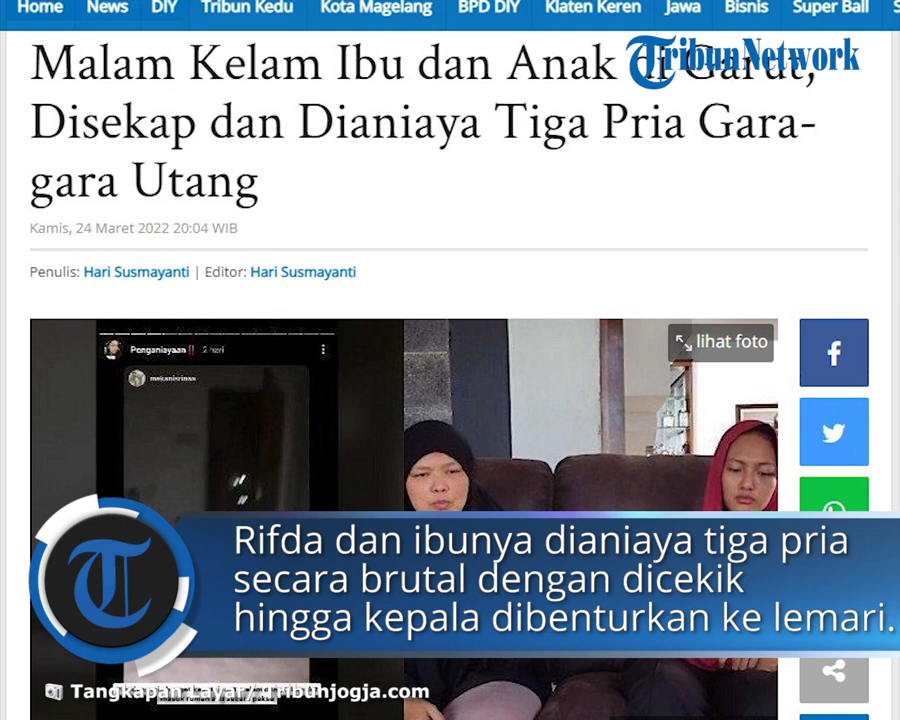 Home News DIY Tribun Kedu Kota Magelang BPD DIY Klaten Keren Jawa Bisnis Super Ball
TribunNetwork
Malam Kelam Ibu dan Anak di Garut,
Disekap dan Dianiaya Tiga Pria Gara-
gara Utang
Kamis, 24 Maret 2022 20:04 WIB
Penulis: Hari Susmayanti | Editor: Hari Susmayanti
lihat foto
Penganiayaan‼️ 2 hari
Rifda dan ibunya dianiaya tiga pria
secara brutal dengan dicekik
hingga kepala dibenturkan ke lemari.
Tangkapan Layar/ Tribunjogja.com